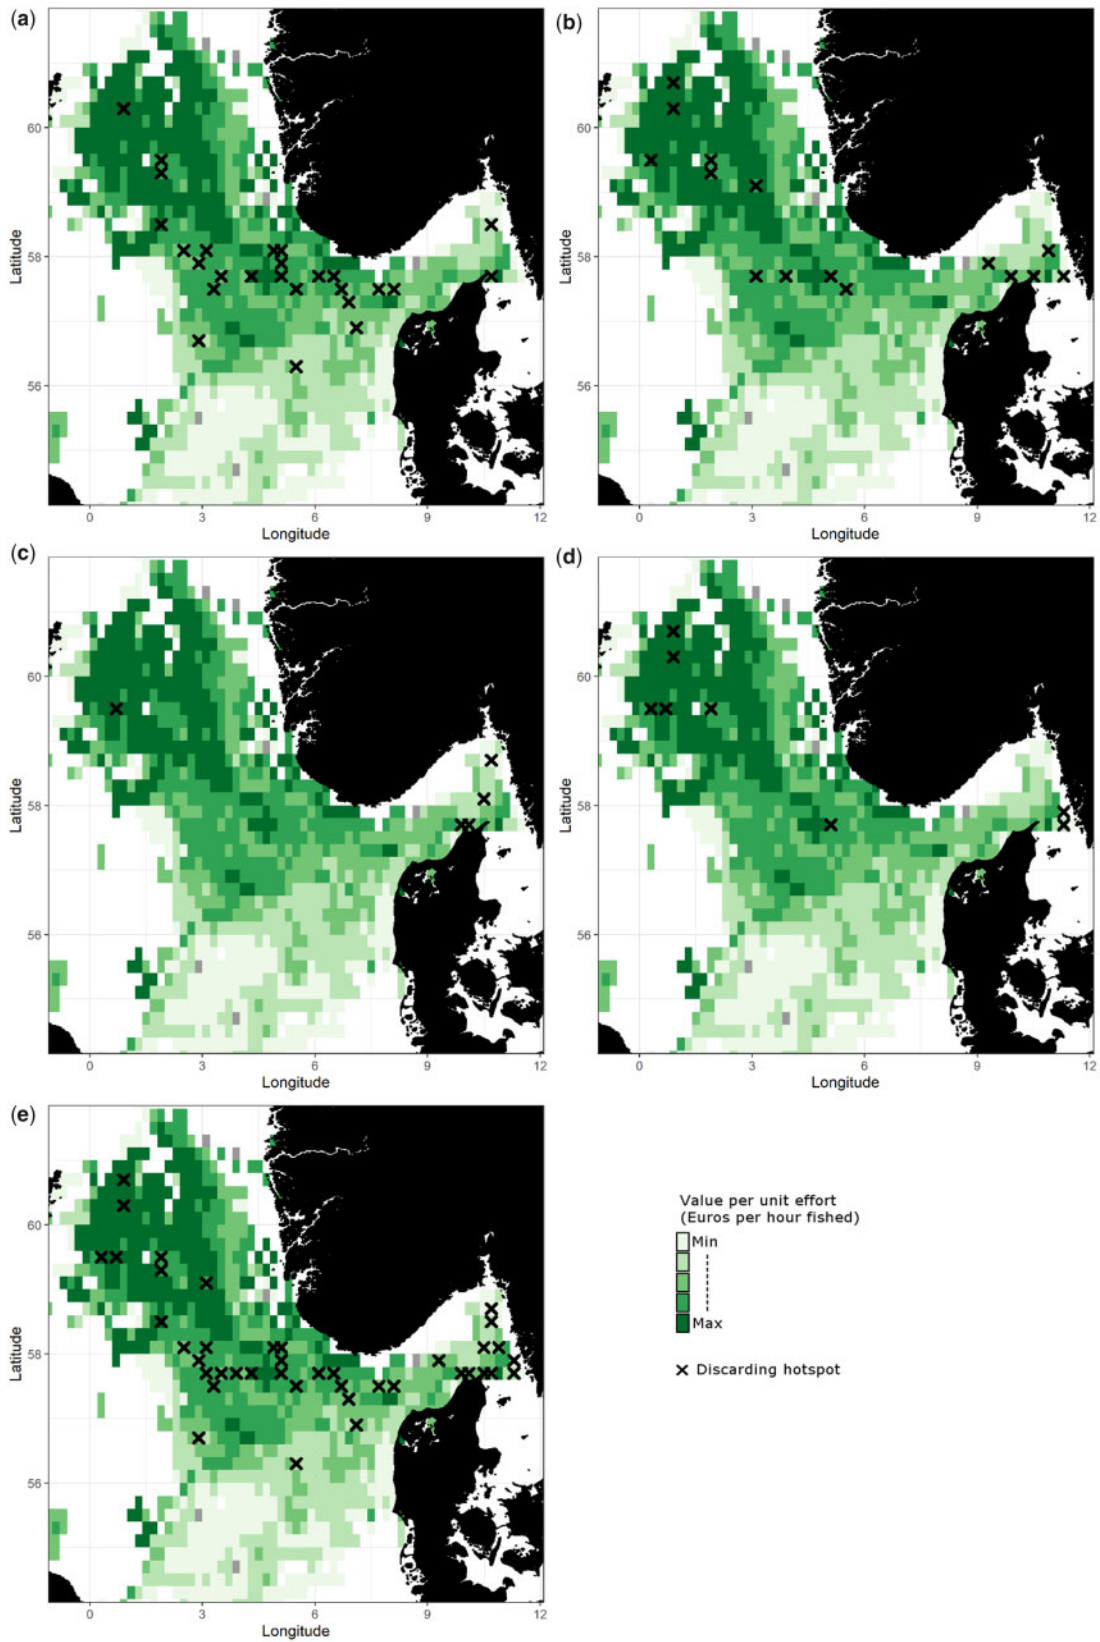 (a)
(b)
60
58
56
Latitude
0 3 6 9 12
Longitude
60
58
56
Latitude
0 3 6 9 12
Longitude
(c)
(d)
60
58
56
Latitude
0 3 6 9 12
Longitude
60
58
56
Latitude
0 3 6 9 12
Longitude
(e)
60
58
56
Latitude
0 3 6 9 12
Longitude
Value per unit effort
(Euros per hour fished)
Min
Max
Discarding hotspot